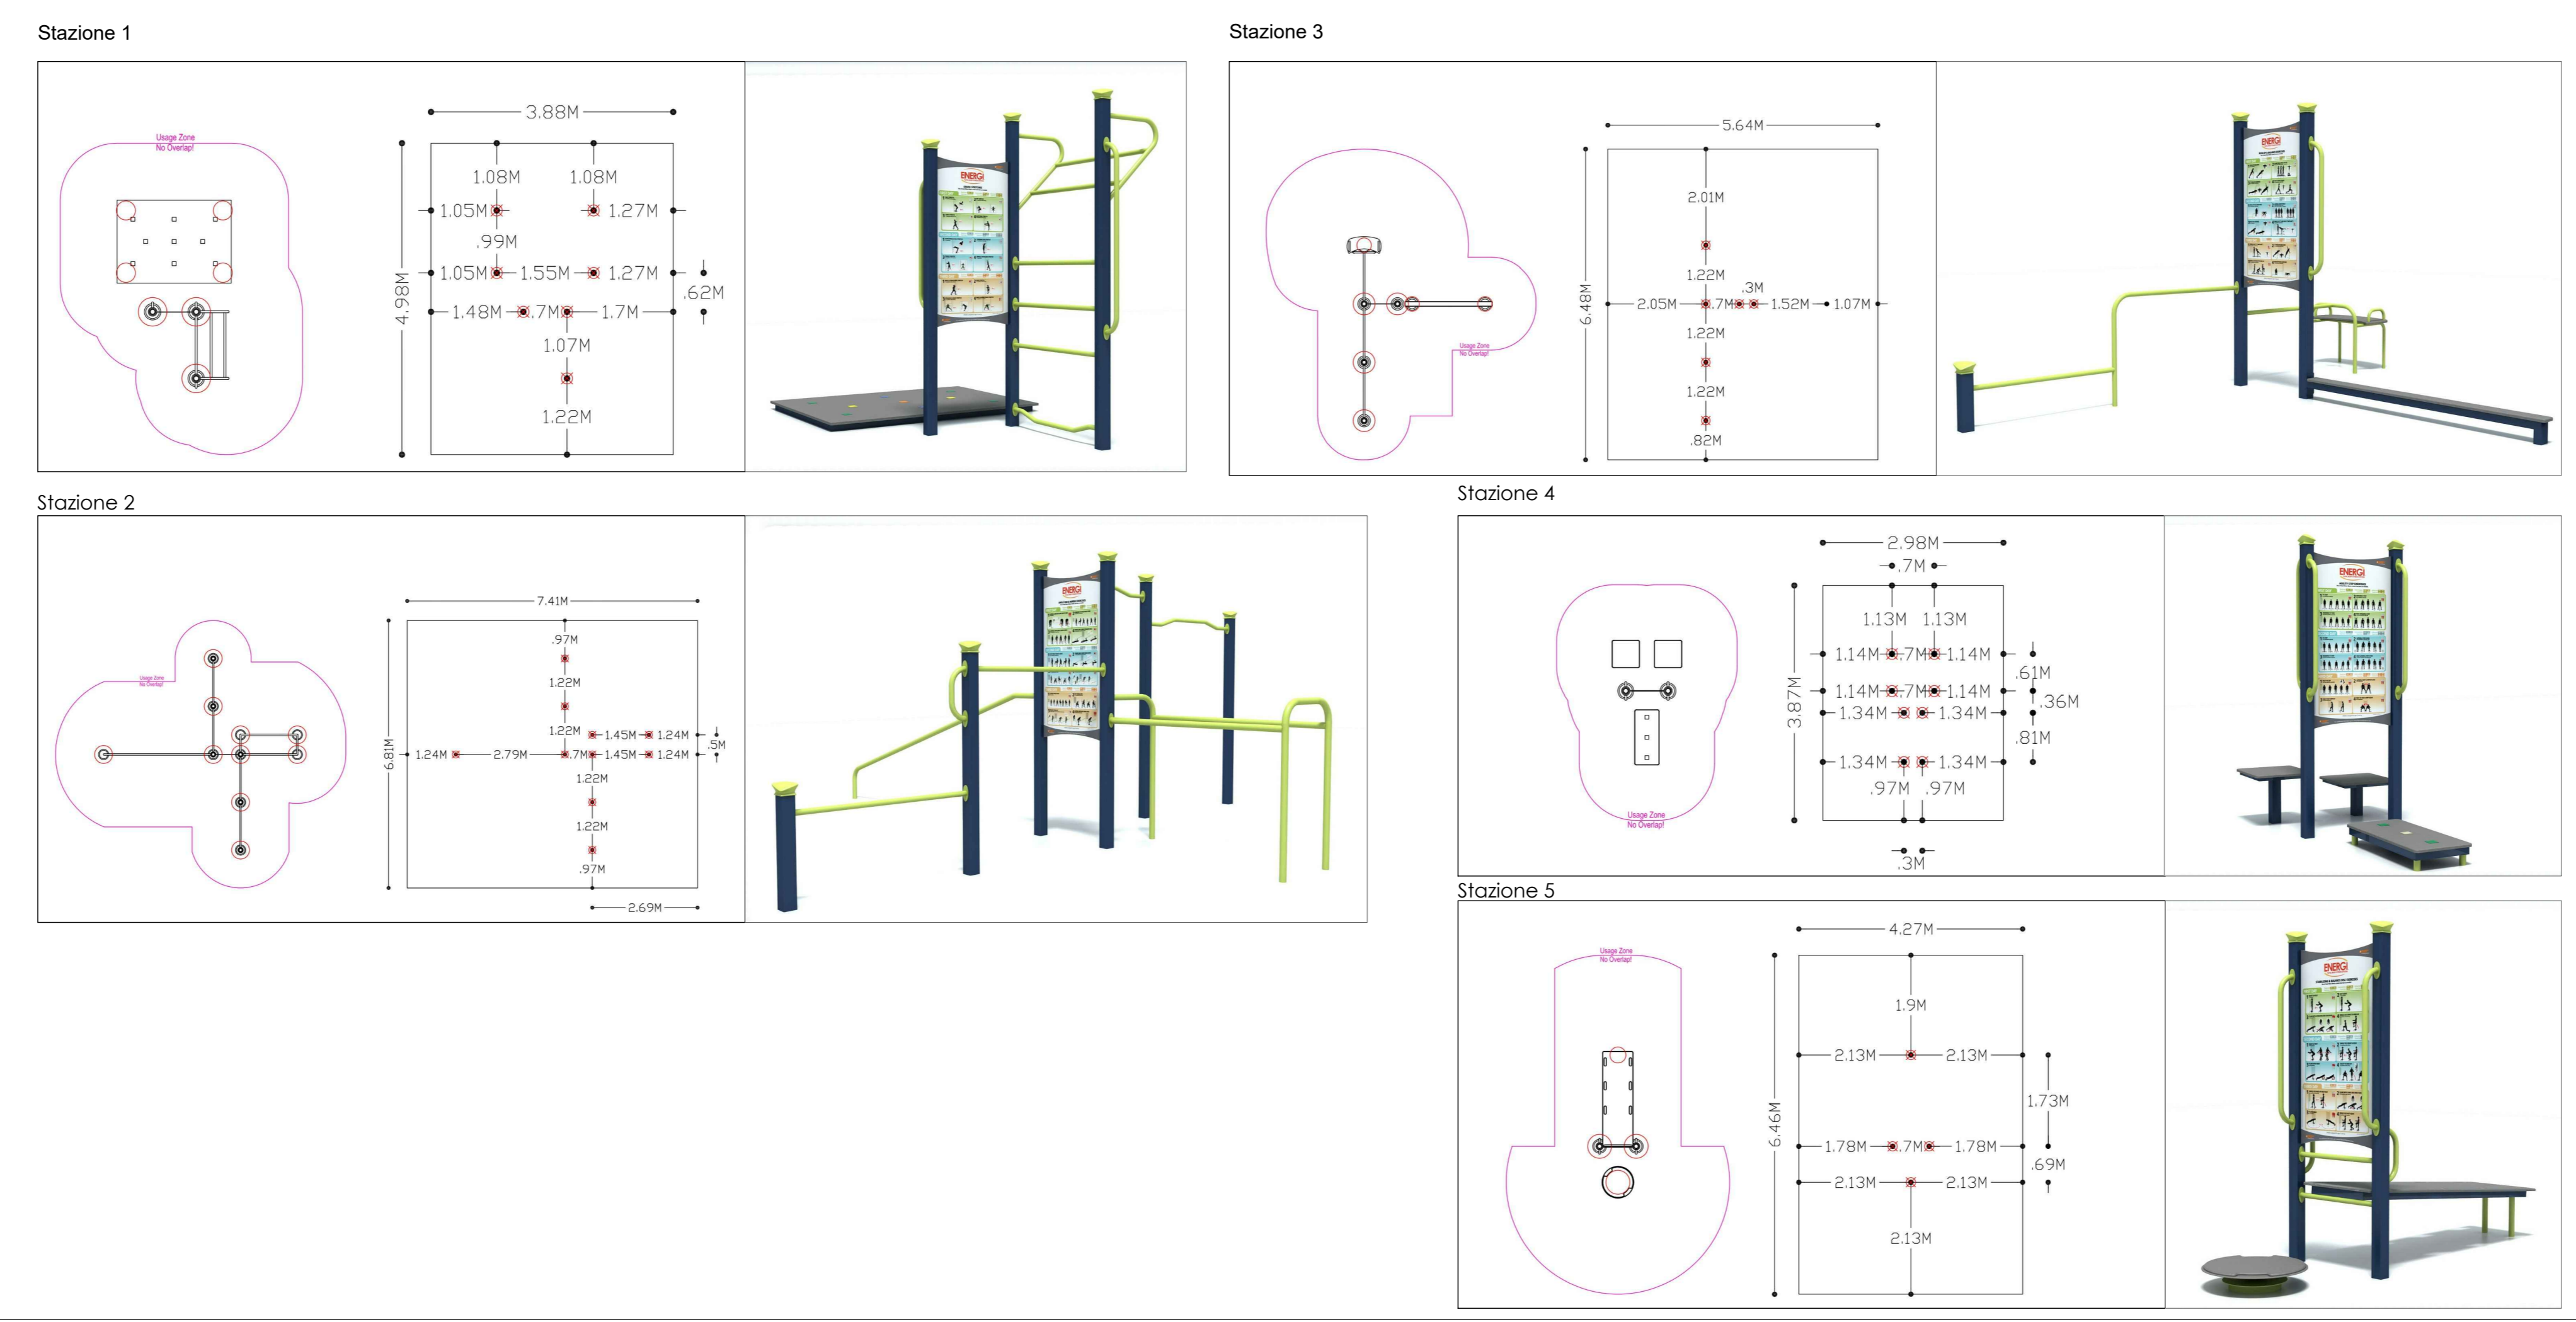 Stazione 1
Usage Zone
No Overlap!
3.88M
4.98M
1.08M 1.08M
1.05M 1.27M
.99M
1.05M 1.55M 1.27M
.62M
1.48M .7M 1.7M
1.07M
1.22M
ENERGI
Stazione 3
Usage Zone
No Overlap!
5.64M
6.48M
2.01M
1.22M
.3M
2.05M .7M 1.52M 1.07M
1.22M
1.22M
.82M
ENERGI
Stazione 2
Usage Zone
No Overlap!
7.41M
6.81M
.97M
1.22M
1.22M 1.45M 1.24M
.5M
1.24M 2.79M .7M 1.45M 1.24M
1.22M
1.22M
.97M
2.69M
ENERGI
Stazione 4
Usage Zone
No Overlap!
2.98M
.7M
3.87M
1.13M 1.13M
1.14M .7M 1.14M
.61M
1.14M .7M 1.14M
.36M
1.34M 1.34M
.81M
1.34M 1.34M
.97M .97M
.3M
ENERGI
Stazione 5
Usage Zone
No Overlap!
4.27M
6.46M
1.9M
2.13M 2.13M
1.73M
1.78M .7M 1.78M
.69M
2.13M 2.13M
2.13M
ENERGI